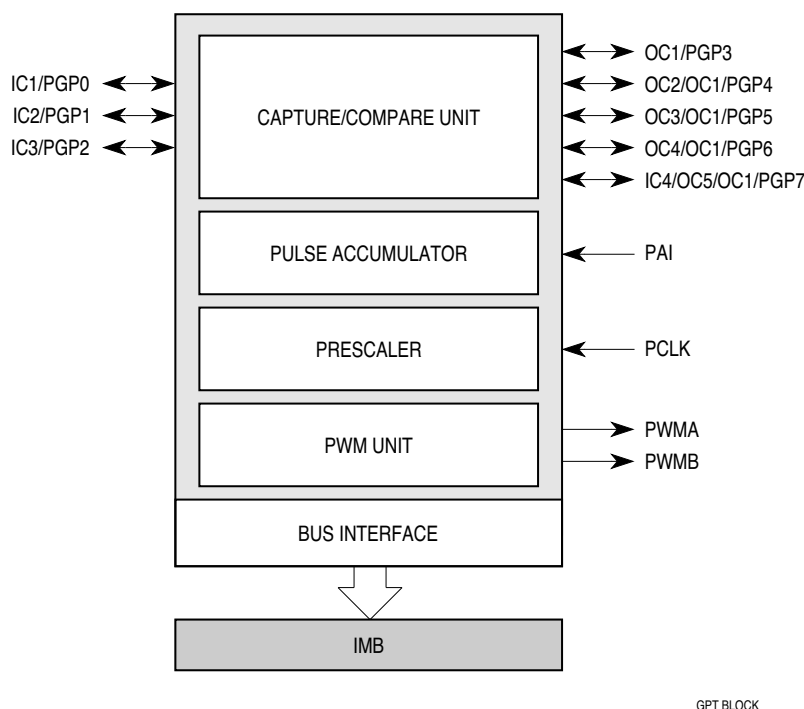 IC1/PGP0
IC2/PGP1
IC3/PGP2
CAPTURE/COMPARE UNIT
OC1/PGP3
OC2/OC1/PGP4
OC3/OC1/PGP5
OC4/OC1/PGP6
IC4/OC5/OC1/PGP7
PULSE ACCUMULATOR
PAI
PRESCALER
PCLK
PWM UNIT
PWMA
PWMB
BUS INTERFACE
IMB
GPT BLOCK